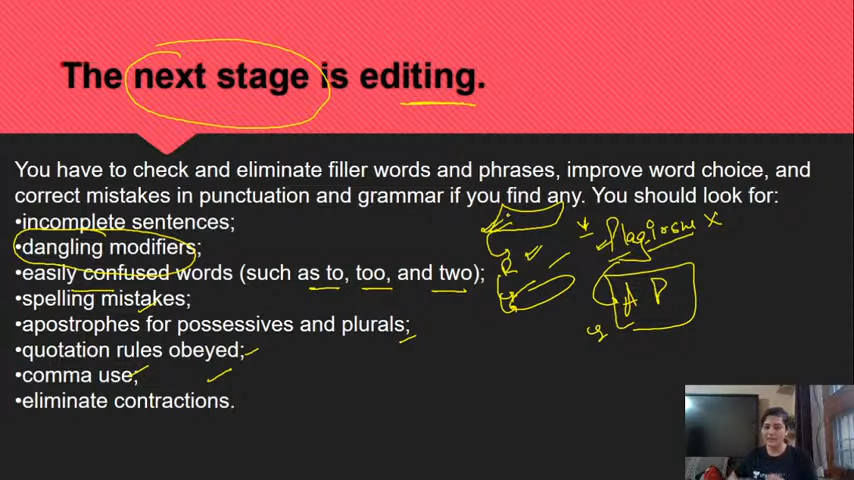 The next stage is editing.
You have to check and eliminate filler words and phrases, improve word choice, and
correct mistakes in punctuation and grammar if you find any. You should look for:
•incomplete sentences;
•dangling modifiers;
•easily confused words (such as to, too, and two);
•spelling mistakes;
•apostrophes for possessives and plurals;
•quotation rules obeyed;
•comma use;
•eliminate contractions.
Plagirism X
R
A P